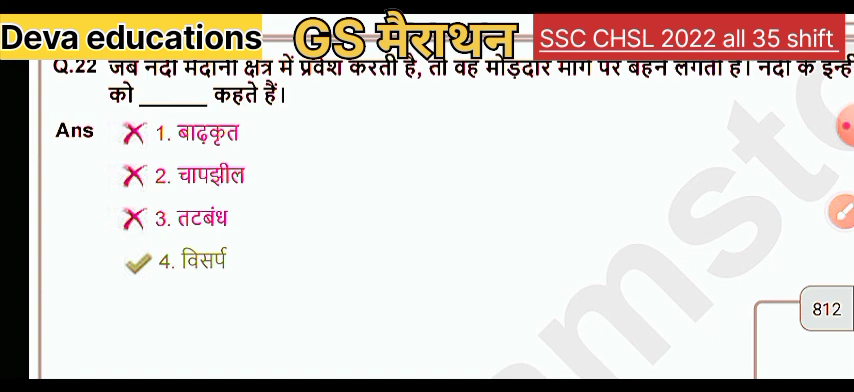 Deva educations GS मैराथन SSC CHSL 2022 all 35 shift
Q.22 जब नदी मैदानी क्षेत्र में प्रवेश करती है, तो वह मोड़दार मार्ग पर बहने लगती है। नदी के इन्हीं
को ______ कहते हैं।
Ans 1. बाढ़कृत
2. चापझील
3. तटबंध
4. विसर्प
812